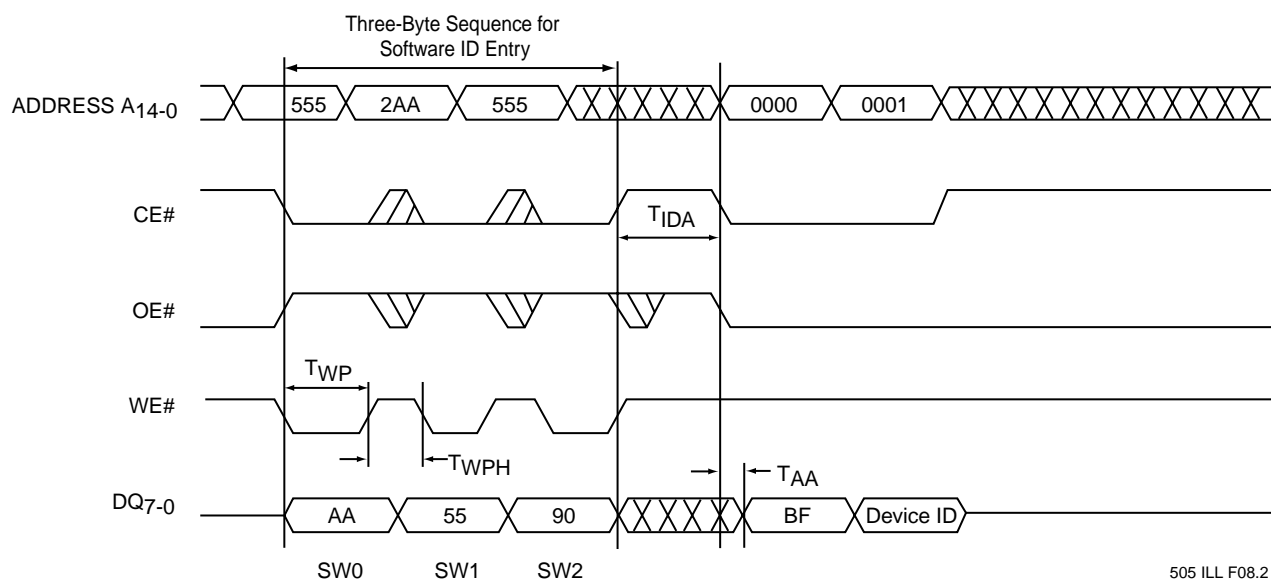 Three-Byte Sequence for
Software ID Entry
ADDRESS A14-0
555 2AA 555 0000 0001
CE#
TIDA
OE#
TWP
WE#
TWPH
TAA
DQ7-0
AA 55 90 BF Device ID
SW0 SW1 SW2
505 ILL F08.2